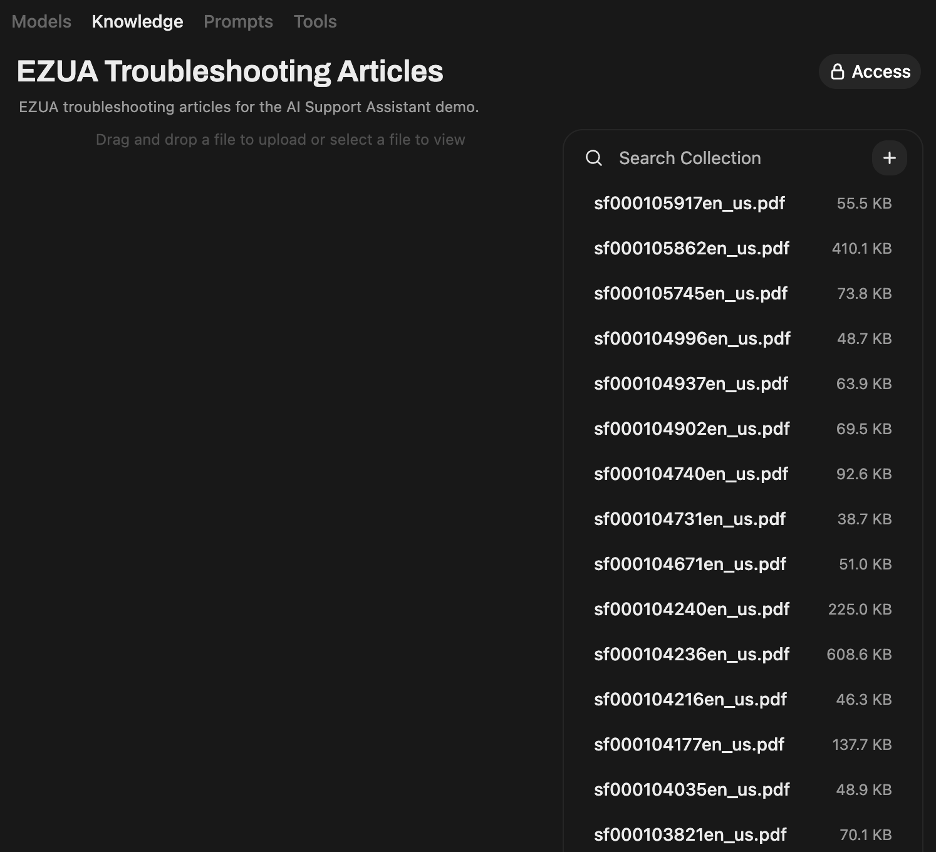 Models Knowledge Prompts Tools
EZUA Troubleshooting Articles
Access
EZUA troubleshooting articles for the AI Support Assistant demo.
Drag and drop a file to upload or select a file to view
Search Collection
sf000105917en_us.pdf 55.5 KB
sf000105862en_us.pdf 410.1 KB
sf000105745en_us.pdf 73.8 KB
sf000104996en_us.pdf 48.7 KB
sf000104937en_us.pdf 63.9 KB
sf000104902en_us.pdf 69.5 KB
sf000104740en_us.pdf 92.6 KB
sf000104731en_us.pdf 38.7 KB
sf000104671en_us.pdf 51.0 KB
sf000104240en_us.pdf 225.0 KB
sf000104236en_us.pdf 608.6 KB
sf000104216en_us.pdf 46.3 KB
sf000104177en_us.pdf 137.7 KB
sf000104035en_us.pdf 48.9 KB
sf000103821en_us.pdf 70.1 KB